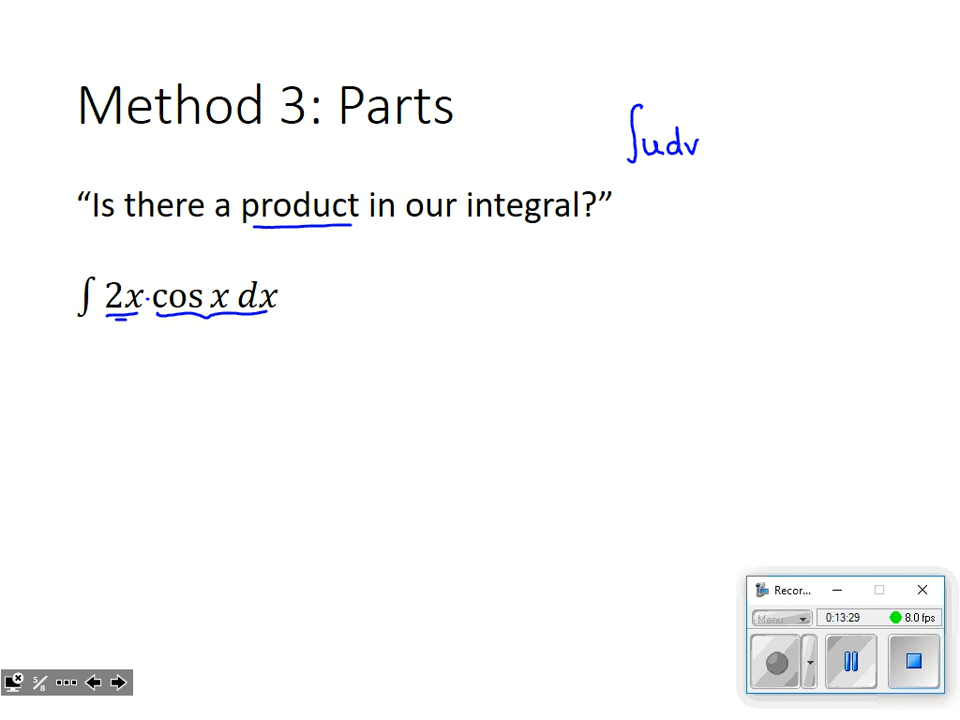 Method 3: Parts
∫udv
“Is there a product in our integral?”
∫ 2x·cos x dx
Recor...
Menu
0:13:29
8.0 fps
5/8